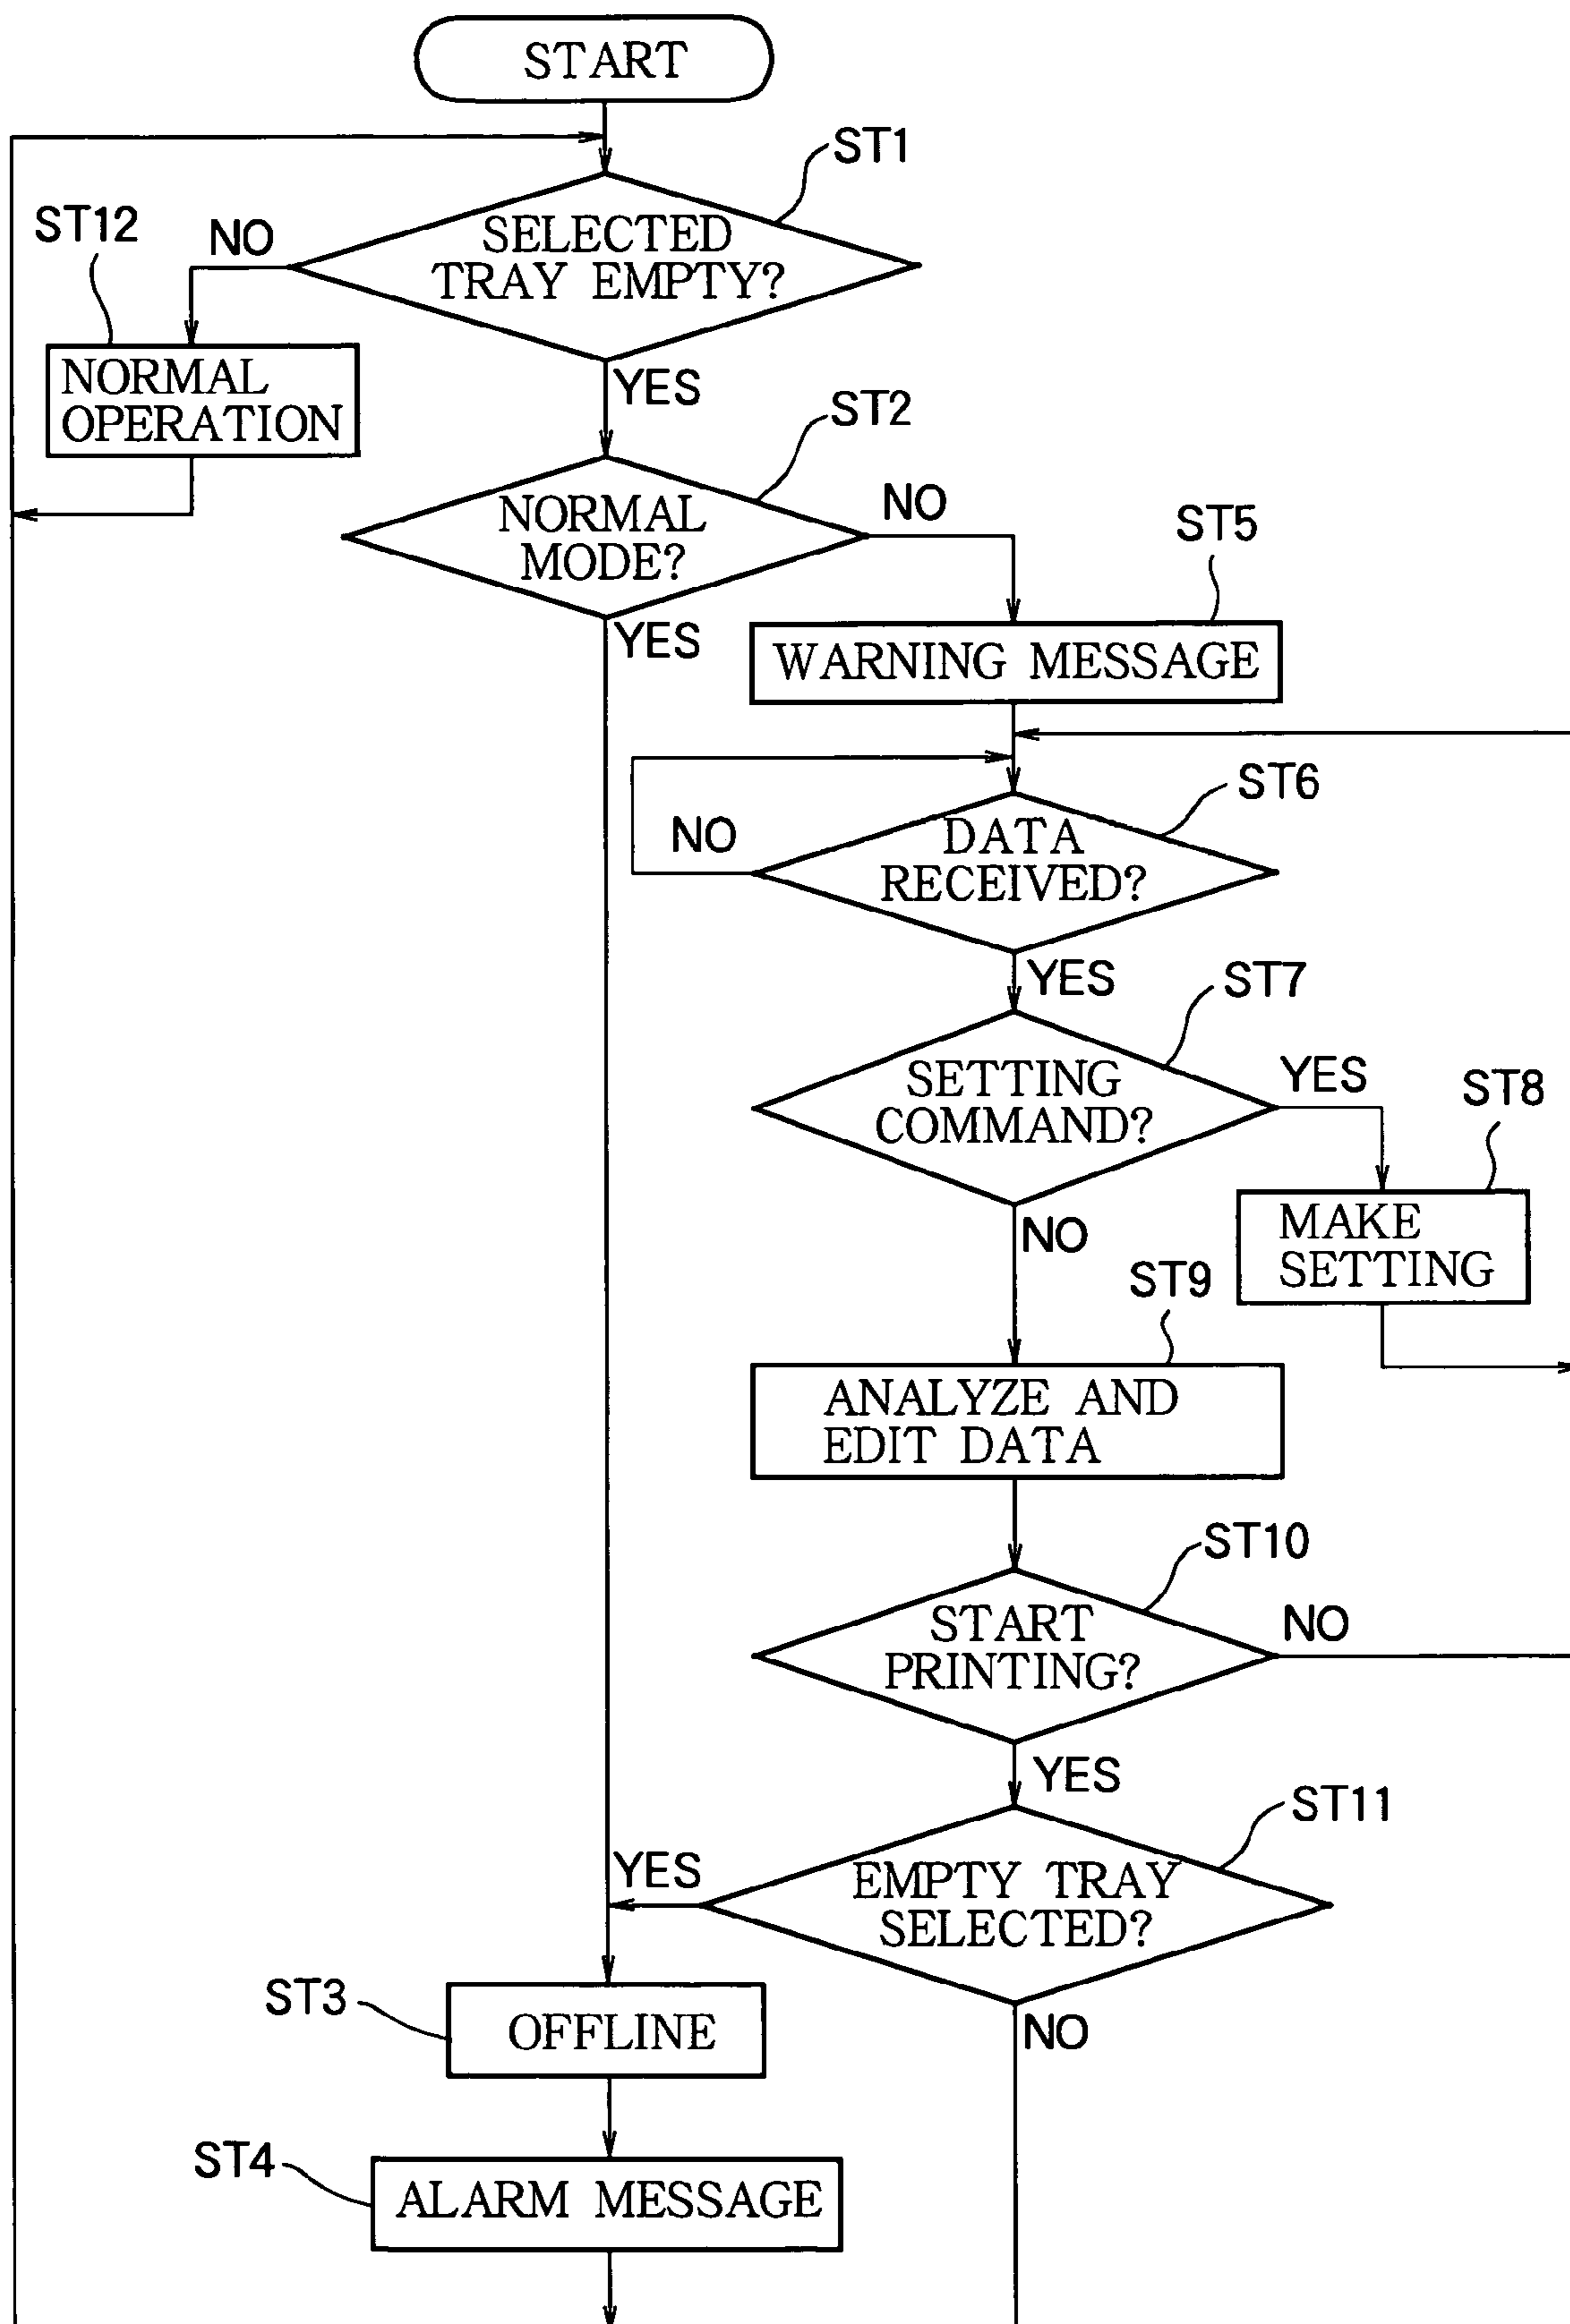 START
ST1
ST12
NO
SELECTED
TRAY EMPTY?
NORMAL
OPERATION
YES
ST2
NORMAL
MODE?
NO
ST5
YES
WARNING MESSAGE
ST6
NO
DATA
RECEIVED?
YES
ST7
SETTING
COMMAND?
YES
ST8
MAKE
SETTING
NO
ST9
ANALYZE AND
EDIT DATA
ST10
START
PRINTING?
NO
YES
ST11
YES
EMPTY TRAY
SELECTED?
ST3
OFFLINE
NO
ST4
ALARM MESSAGE